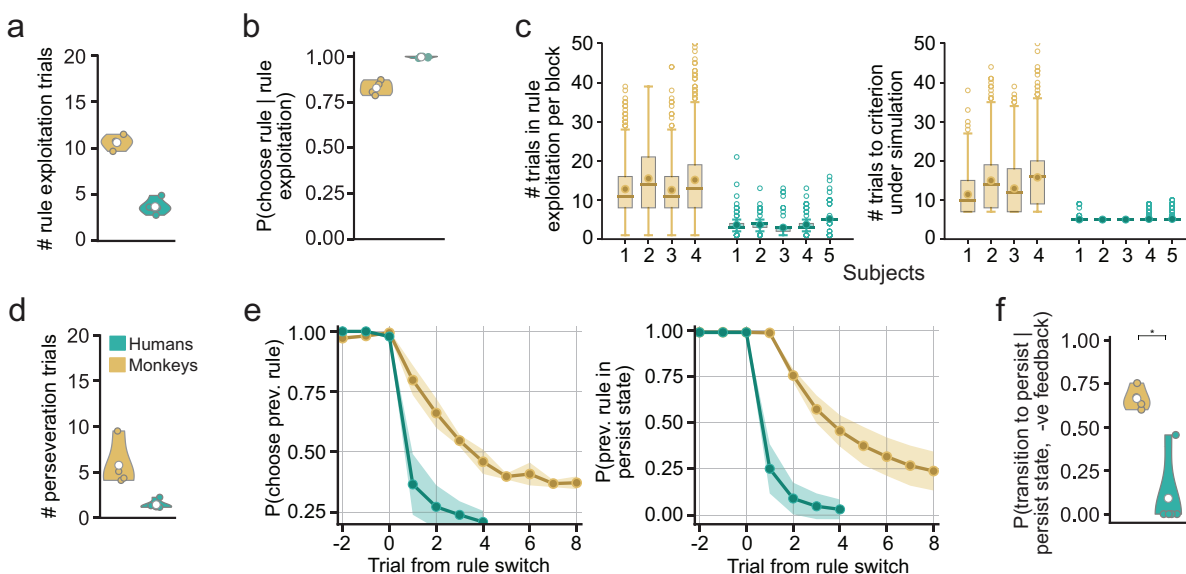 a
# rule exploitation trials
20
15
10
5
0
b
P(choose rule | rule
exploitation)
1.00
0.75
0.50
0.25
0.00
c
# trials in rule
exploitation per block
50
40
30
20
10
0
1 2 3 4 1 2 3 4 5
# trials to criterion
under simulation
50
40
30
20
10
0
1 2 3 4 1 2 3 4 5
Subjects
d
# perseveration trials
20
15
10
5
0
Humans
Monkeys
e
P(choose prev. rule)
1.00
0.75
0.50
0.25
-2 0 2 4 6 8
Trial from rule switch
P(prev. rule in
persist state)
1.00
0.75
0.50
0.25
0.00
-2 0 2 4 6 8
Trial from rule switch
f
P(transition to persist |
persist state, -ve feedback)
1.00
0.75
0.50
0.25
0.00
*